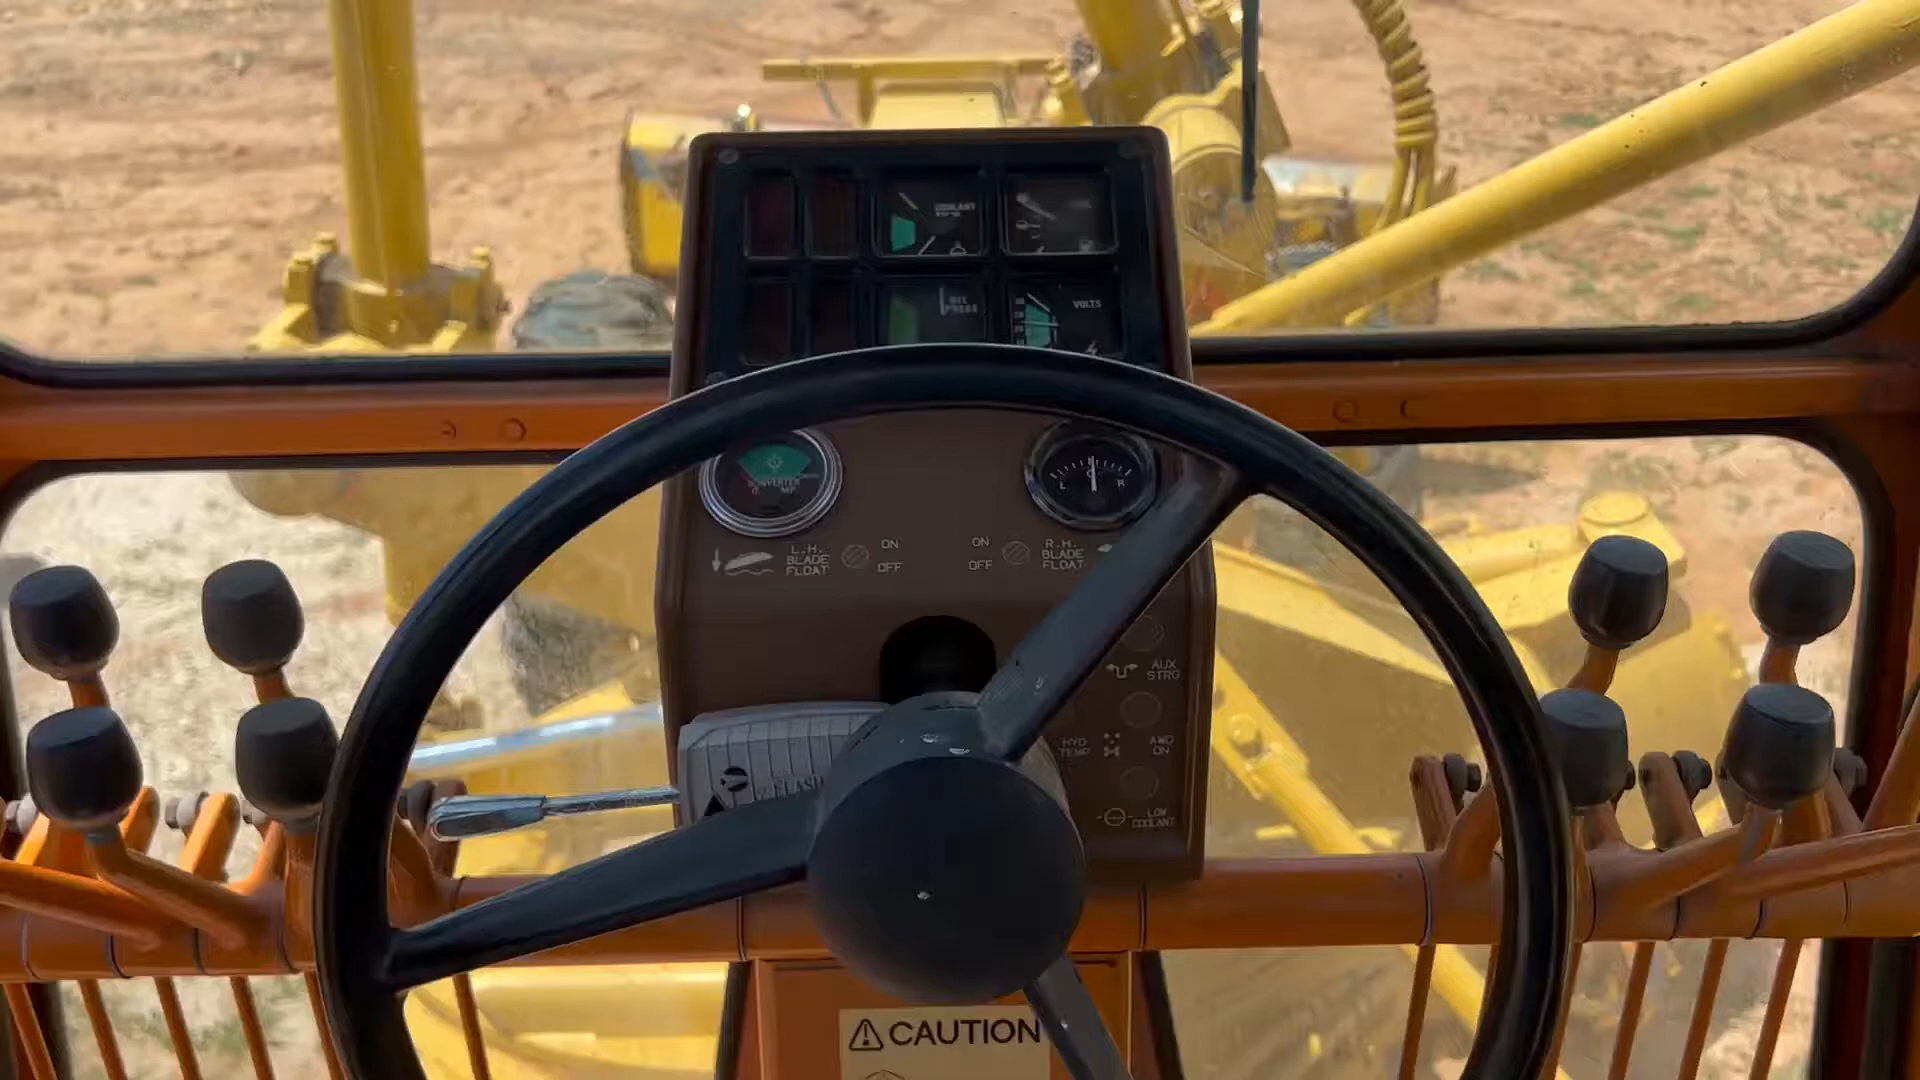 COOLANT
TEMP
VOLTS
CONVERTER
L R
L.H.
BLADE
FLOAT
ON
OFF
ON
OFF
R.H.
BLADE
FLOAT
AUX
STRG
HYD
TEMP
AWD
ON
LOW
COOLANT
CAUTION